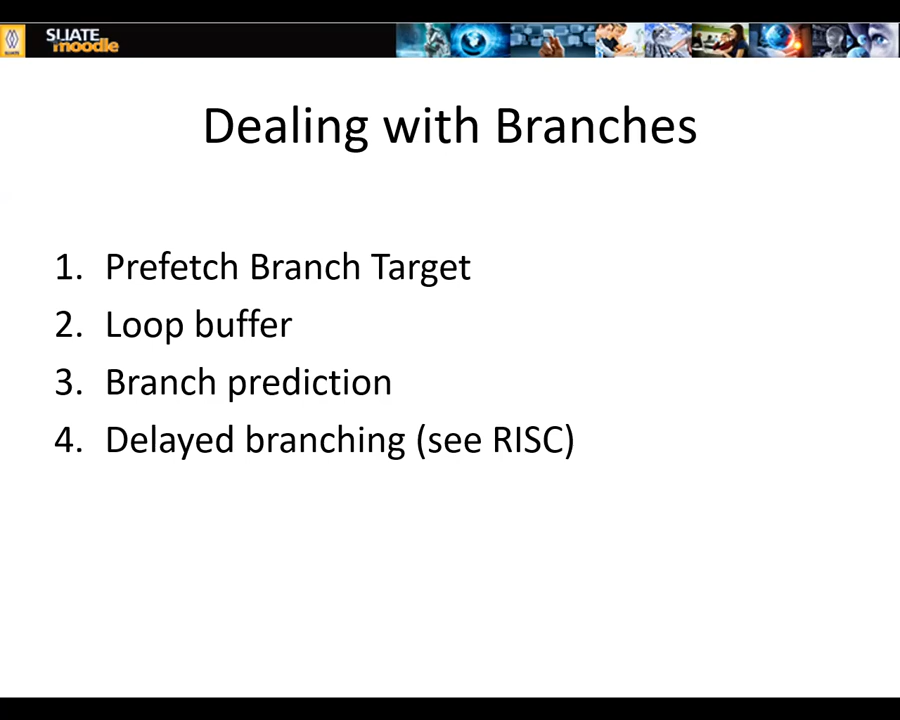 SLIATE
moodle
Dealing with Branches
1. Prefetch Branch Target
2. Loop buffer
3. Branch prediction
4. Delayed branching (see RISC)